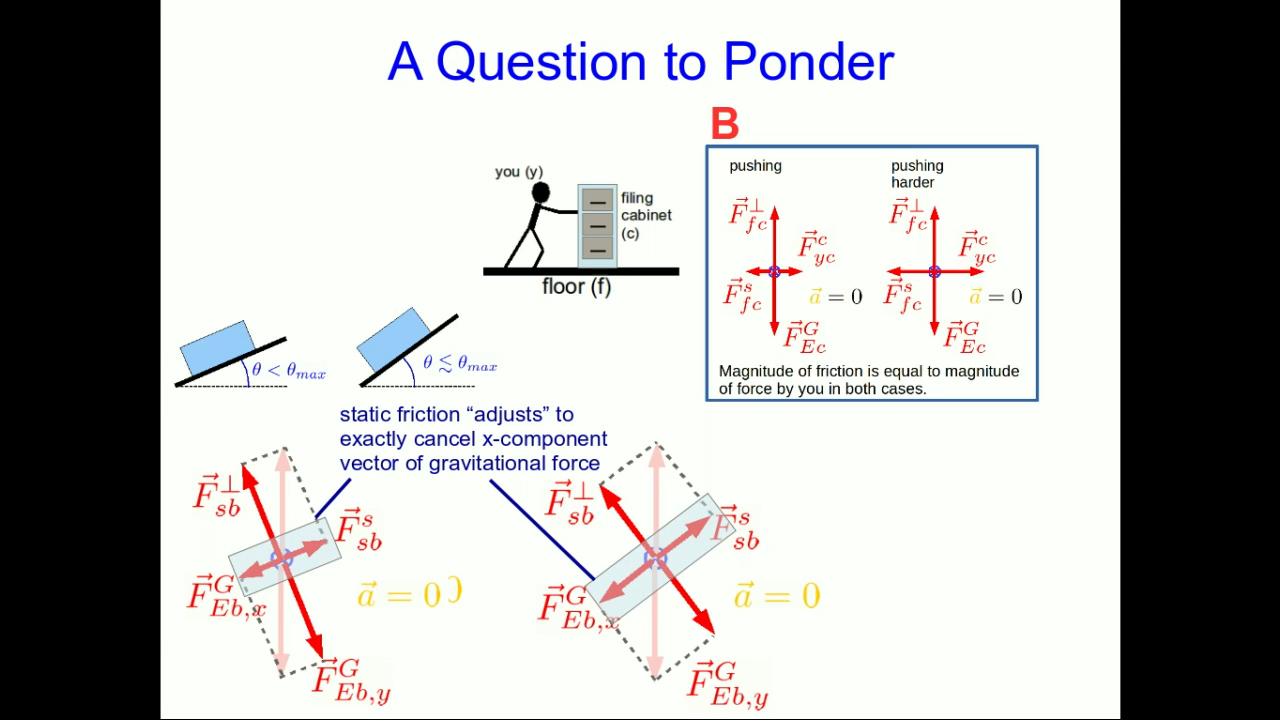 A Question to Ponder
B
you (y)
filing
cabinet
(c)
floor (f)
pushing
pushing
harder
F⃗⊥fc
F⃗cyc
F⃗sfc
a⃗ = 0
F⃗GEc
F⃗⊥fc
F⃗cyc
F⃗sfc
a⃗ = 0
F⃗GEc
Magnitude of friction is equal to magnitude
of force by you in both cases.
θ < θmax
θ ≲ θmax
static friction “adjusts” to
exactly cancel x-component
vector of gravitational force
F⃗⊥sb
F⃗ssb
F⃗GEb,x
a⃗ = 0
F⃗GEb,y
F⃗⊥sb
F⃗ssb
F⃗GEb,x
a⃗ = 0
F⃗GEb,y